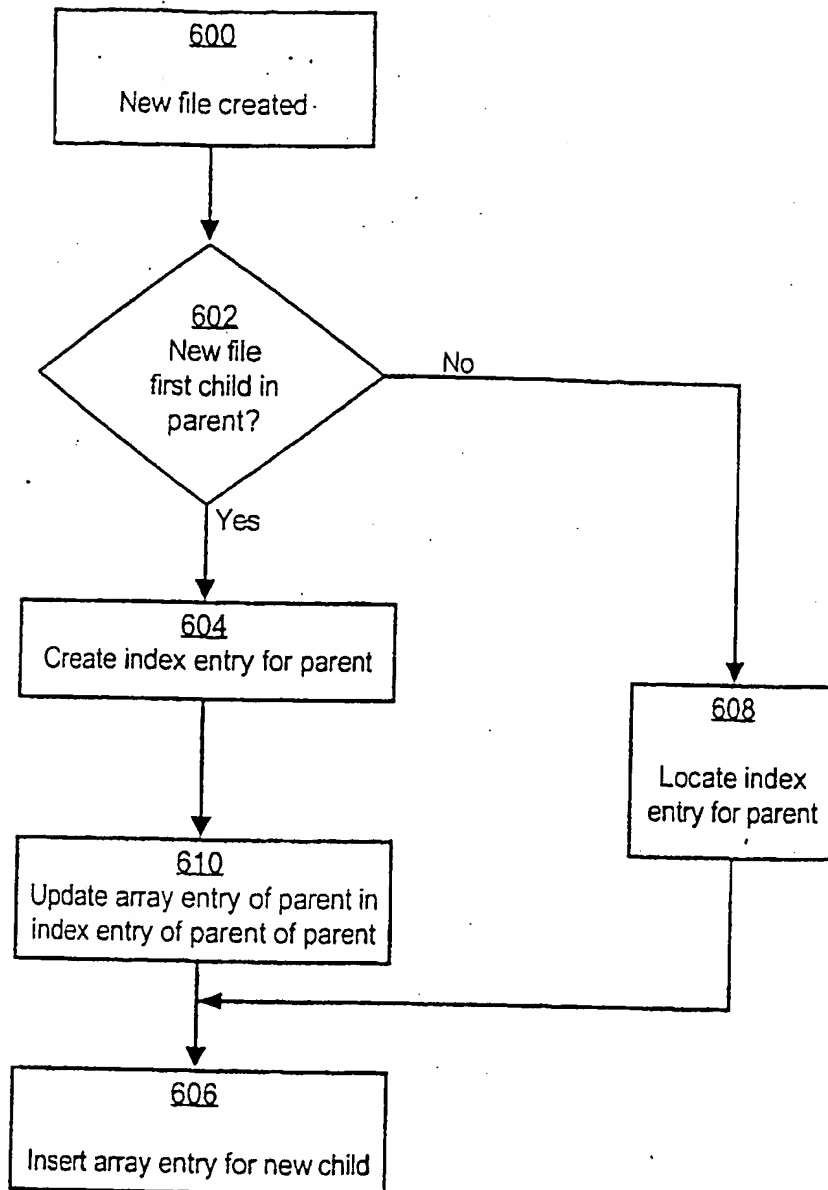 600
New file created
602
New file
first child in
parent?
No
Yes
604
Create index entry for parent
608
Locate index
entry for parent
610
Update array entry of parent in
index entry of parent of parent
606
Insert array entry for new child